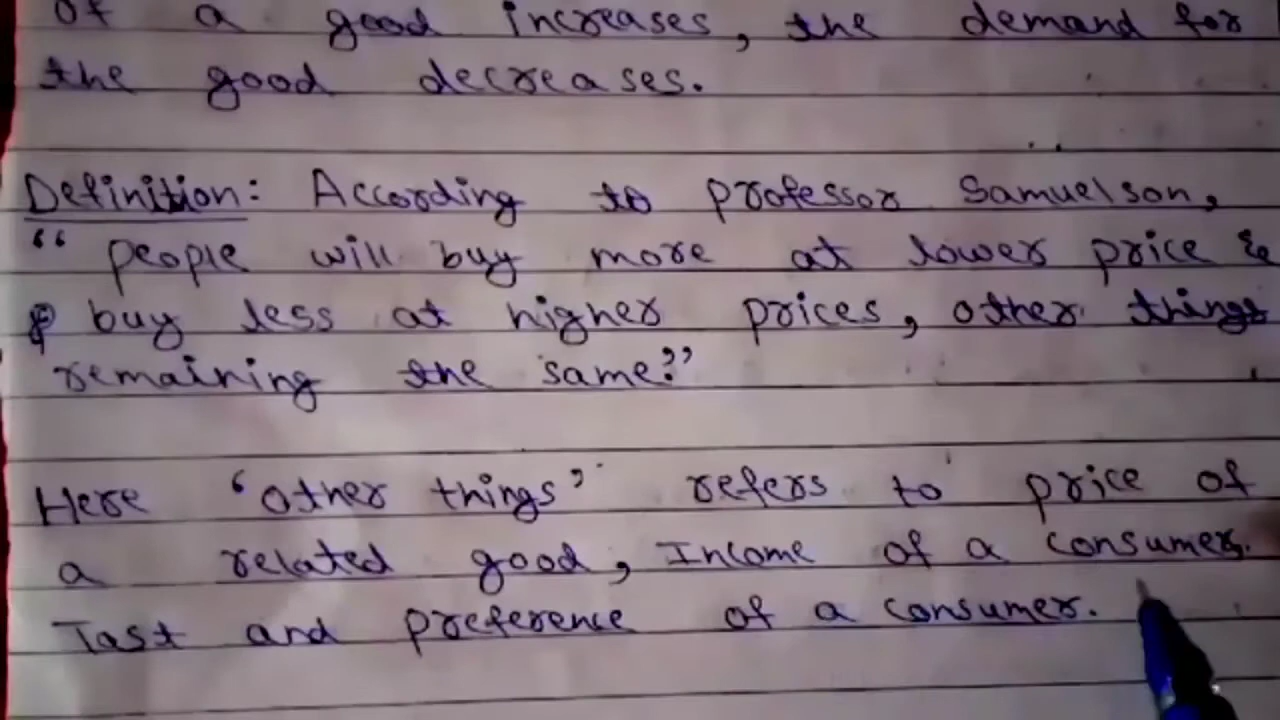 of a good increases, the demand for
the good decreases.
Definition: According to professor Samuelson,
“ people will buy more at lower price &
buy less at higher prices, other things
remaining the same.”
Here ‘other things’ refers to price of
a related good, Income of a consumer,
Tast and preference of a consumer.